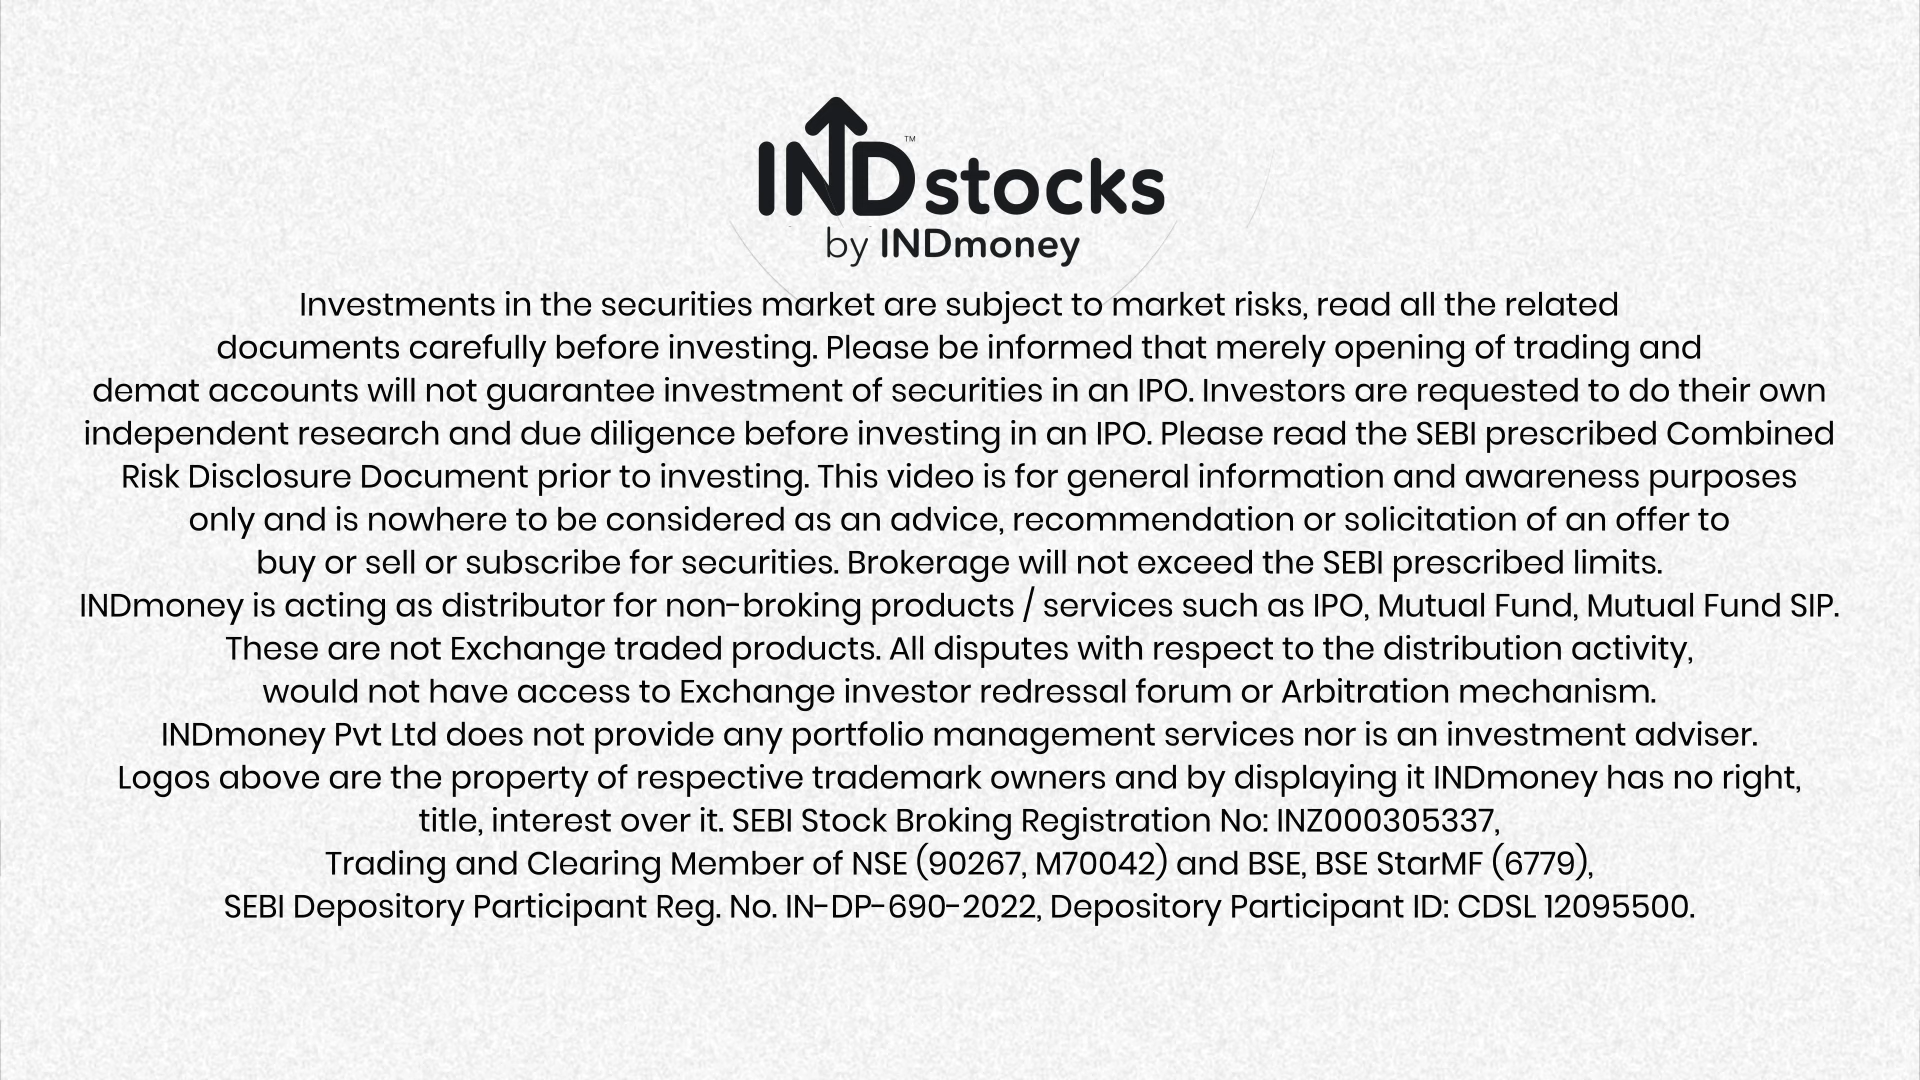 INDstocks™
by INDmoney
Investments in the securities market are subject to market risks, read all the related
documents carefully before investing. Please be informed that merely opening of trading and
demat accounts will not guarantee investment of securities in an IPO. Investors are requested to do their own
independent research and due diligence before investing in an IPO. Please read the SEBI prescribed Combined
Risk Disclosure Document prior to investing. This video is for general information and awareness purposes
only and is nowhere to be considered as an advice, recommendation or solicitation of an offer to
buy or sell or subscribe for securities. Brokerage will not exceed the SEBI prescribed limits.
INDmoney is acting as distributor for non-broking products / services such as IPO, Mutual Fund, Mutual Fund SIP.
These are not Exchange traded products. All disputes with respect to the distribution activity,
would not have access to Exchange investor redressal forum or Arbitration mechanism.
INDmoney Pvt Ltd does not provide any portfolio management services nor is an investment adviser.
Logos above are the property of respective trademark owners and by displaying it INDmoney has no right,
title, interest over it. SEBI Stock Broking Registration No: INZ000305337,
Trading and Clearing Member of NSE (90267, M70042) and BSE, BSE StarMF (6779),
SEBI Depository Participant Reg. No. IN-DP-690-2022, Depository Participant ID: CDSL 12095500.